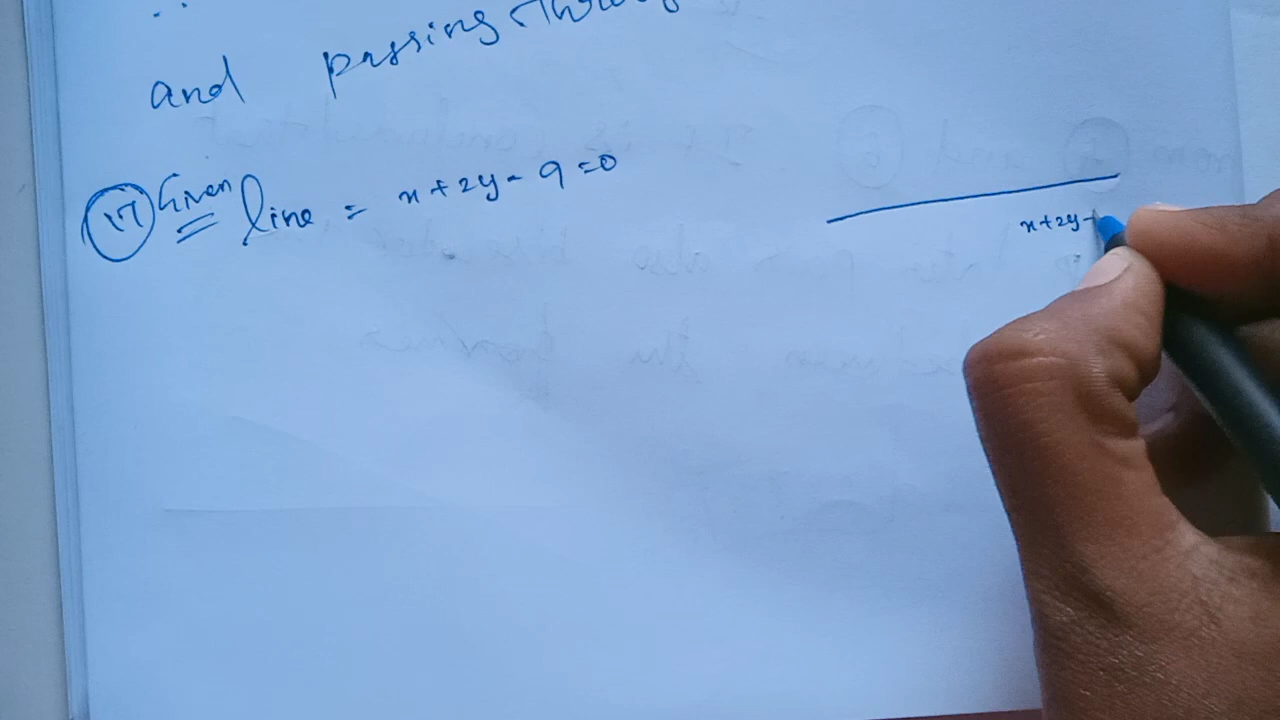 and passing
17 Given line = x+2y-9=0
x+2y-